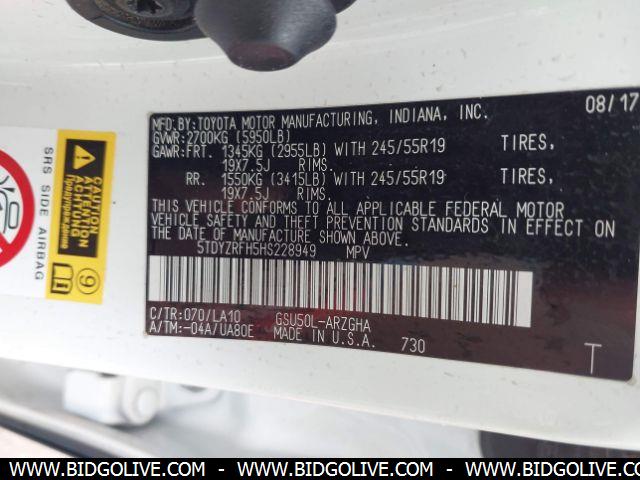 MFD.BY:TOYOTA MOTOR MANUFACTURING, INDIANA, INC. 08/17
GVWR:2700KG (5950LB)
GAWR:FRT. 1345KG (2955LB) WITH 245/55R19 TIRES,
19X7.5J RIMS.
RR. 1550KG (3415LB) WITH 245/55R19 TIRES,
19X7.5J RIMS.
THIS VEHICLE CONFORMS TO ALL APPLICABLE FEDERAL MOTOR
VEHICLE SAFETY AND THEFT PREVENTION STANDARDS IN EFFECT ON
THE DATE OF MANUFACTURE SHOWN ABOVE.
5TDYZRFH5HS228949 MPV
C/TR:070/LA10 GSU50L-ARZGHA
A/TM:-04A/UA80E MADE IN U.S.A. 730 T
SRS SIDE AIRBAG
CAUTION
ACHTUNG
Предупреждение
9
WWW.BIDGOLIVE.COM - WWW.BIDGOLIVE.COM - WWW.BIDGOLIVE.COM